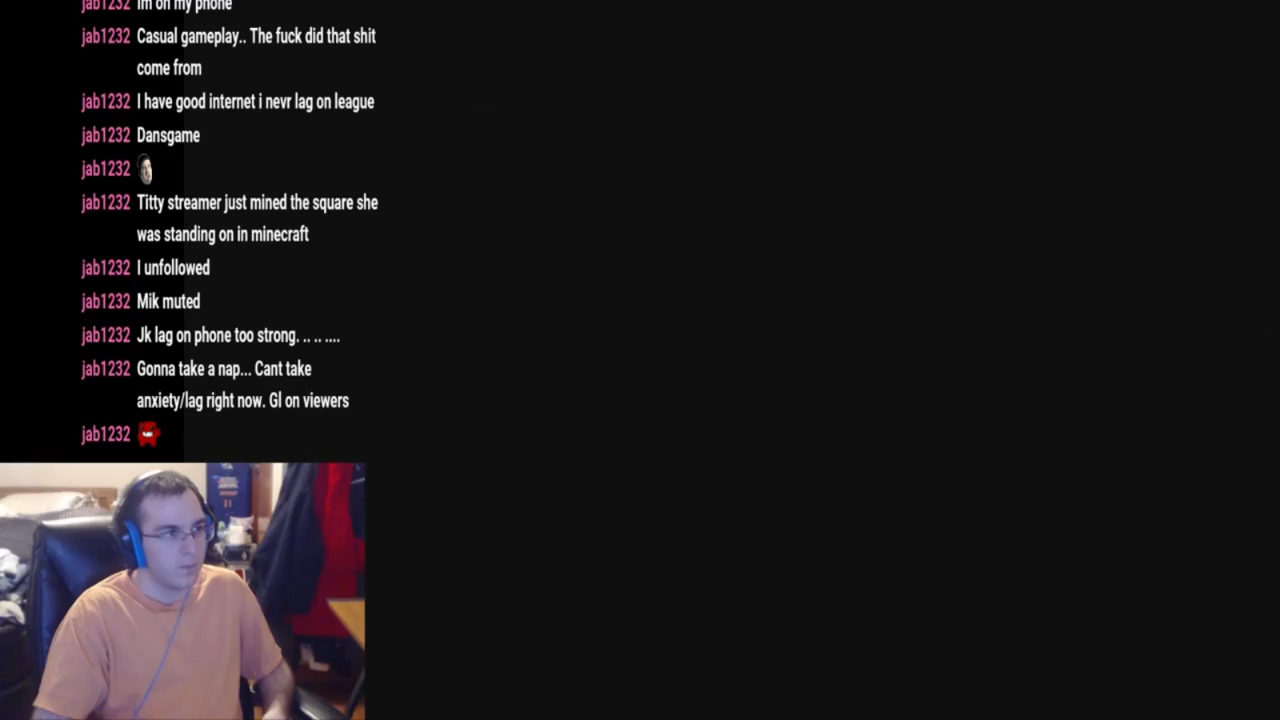 jab1232 Im on my phone
jab1232 Casual gameplay.. The fuck did that shit
come from
jab1232 I have good internet i nevr lag on league
jab1232 Dansgame
jab1232
jab1232 Titty streamer just mined the square she
was standing on in minecraft
jab1232 I unfollowed
jab1232 Mik muted
jab1232 Jk lag on phone too strong. .. .. ....
jab1232 Gonna take a nap... Cant take
anxiety/lag right now. Gl on viewers
jab1232